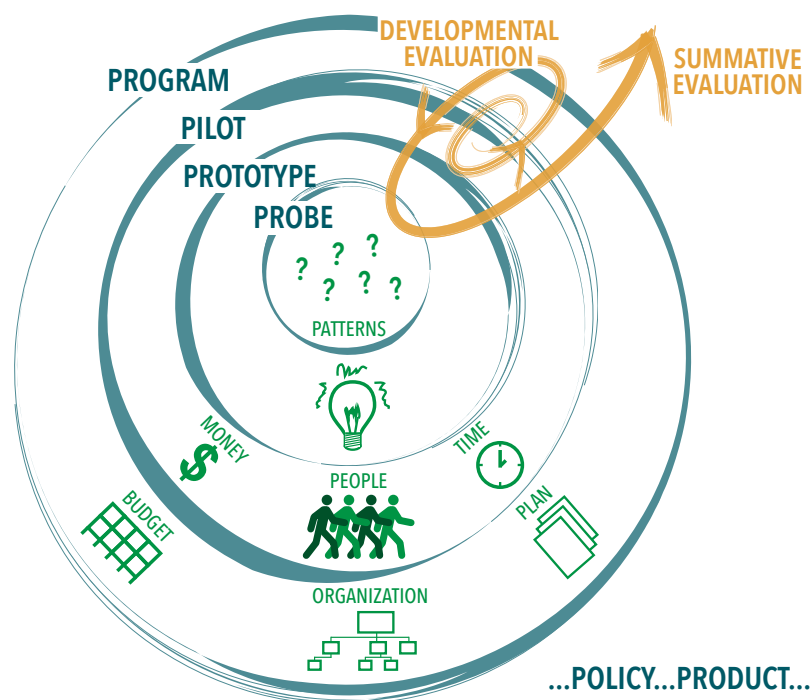 DEVELOPMENTAL
EVALUATION
SUMMATIVE
EVALUATION
PROGRAM
PILOT
PROTOTYPE
PROBE
? ? ?
? ? ?
PATTERNS
MONEY
$
TIME
PEOPLE
BUDGET
PLAN
ORGANIZATION
...POLICY...PRODUCT...